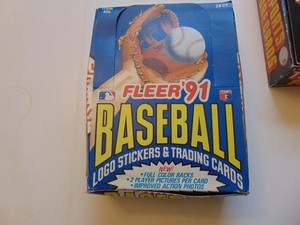 FLEER '91
BASEBALL
LOGO STICKERS & TRADING CARDS
NEW!
• FULL COLOR BACKS
• 2 PLAYER PICTURES PER CARD
• IMPROVED ACTION PHOTOS